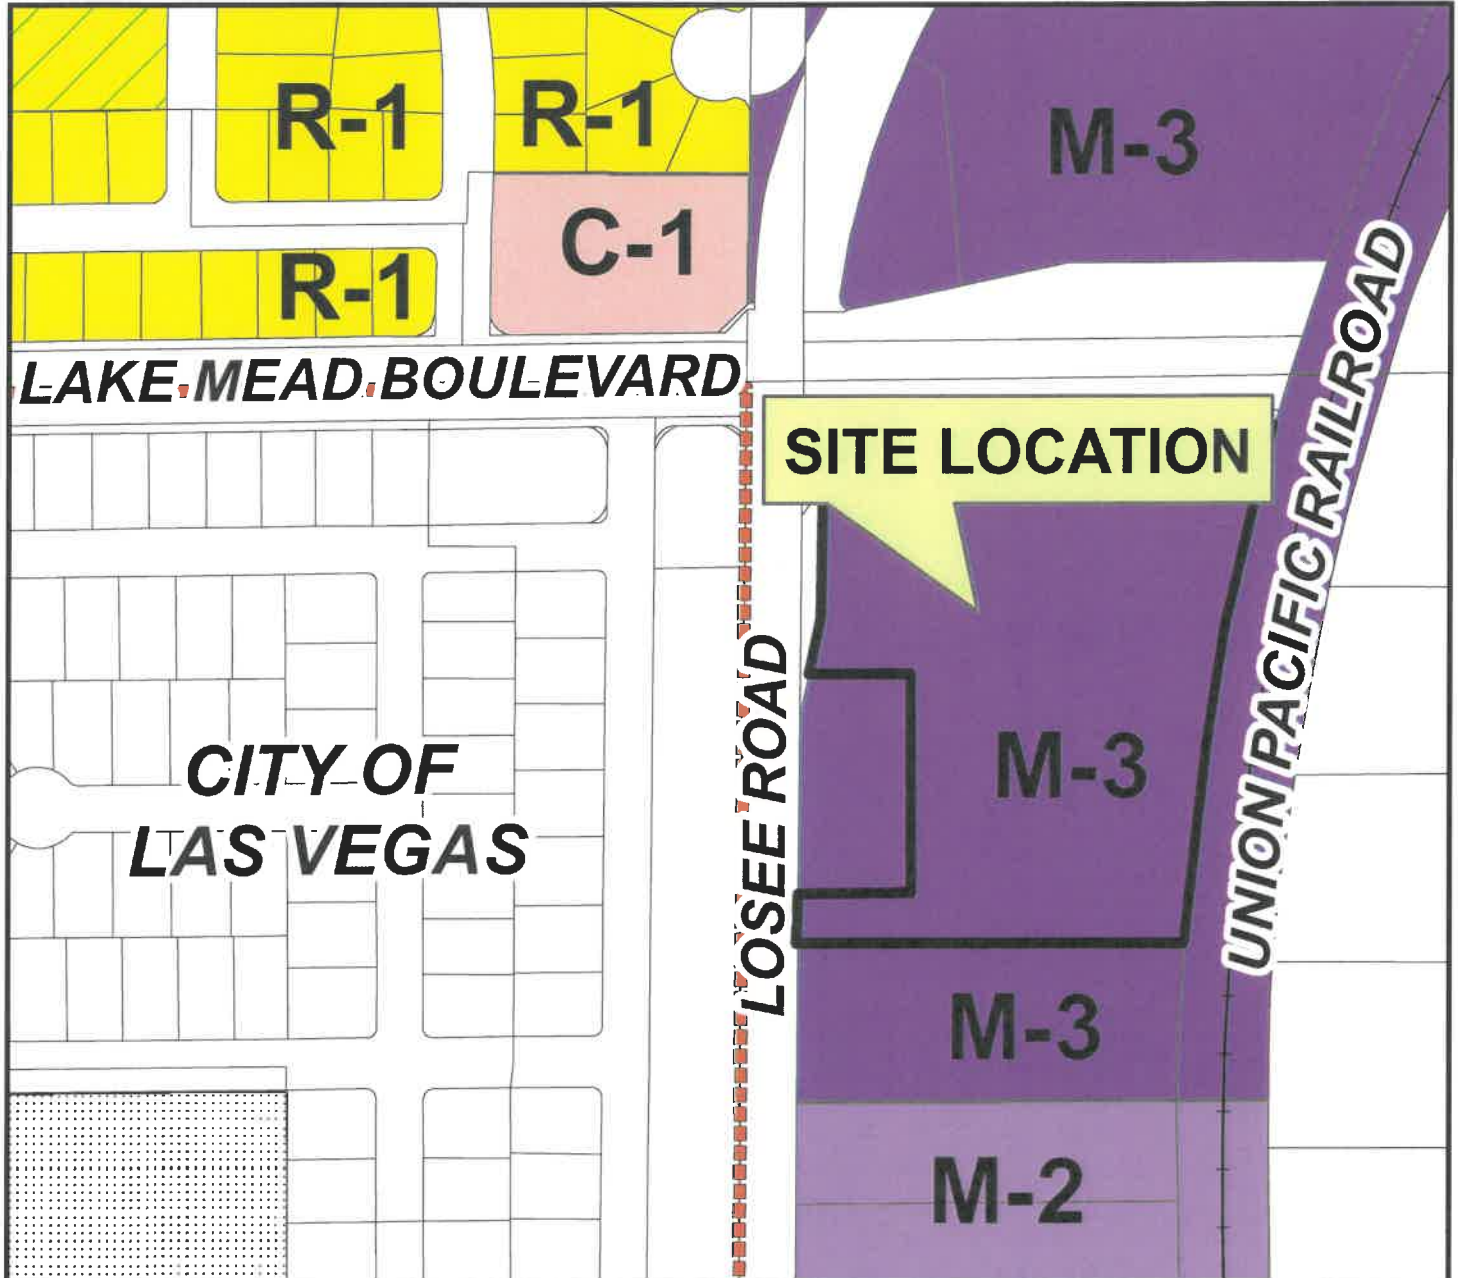 R-1
R-1
M-3
C-1
R-1
LAKE MEAD BOULEVARD
SITE LOCATION
UNION PACIFIC RAILROAD
LOSEE ROAD
M-3
CITY OF
LAS VEGAS
M-3
M-2